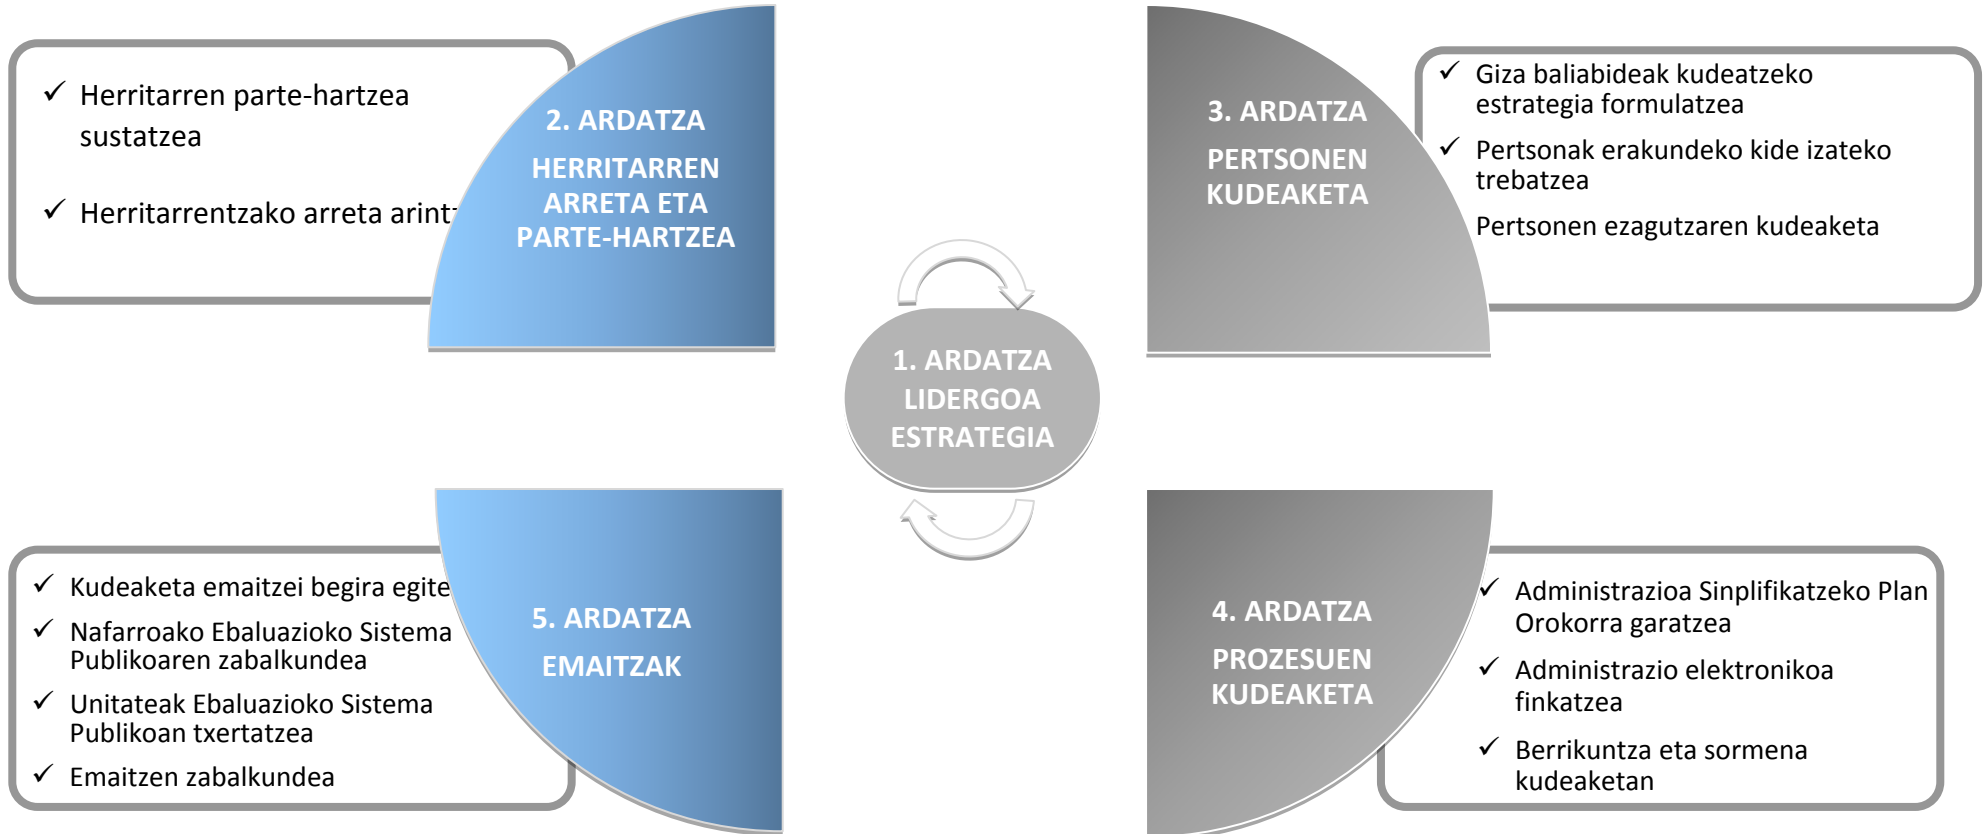 ✓ Herritarren parte-hartzea
sustatzea
✓ Herritarrentzako arreta
2. ARDATZA
HERRITARREN
ARRETA ETA
PARTE-HARTZEA
3. ARDATZA
PERTSONEN
KUDEAKETA
✓ Giza baliabideak kudeatzeko
estrategia formulatzea
✓ Pertsonak erakundeko kide izateko
trebatzea
Pertsonen ezagutzaren kudeaketa
1. ARDATZA
LIDERGOA
ESTRATEGIA
✓ Kudeaketa emaitzei begira
✓ Nafarroako Ebaluazioko Sistema
Publikoaren zabalkundea
✓ Unitateak Ebaluazioko Sistema
Publikoan txertatzea
✓ Emaitzen zabalkundea
5. ARDATZA
EMAITZAK
4. ARDATZA
PROZESUEN
KUDEAKETA
✓ Administrazioa Sinplifikatzeko Plan
Orokorra garatzea
✓ Administrazio elektronikoa
finkatzea
✓ Berrikuntza eta sormena
kudeaketan